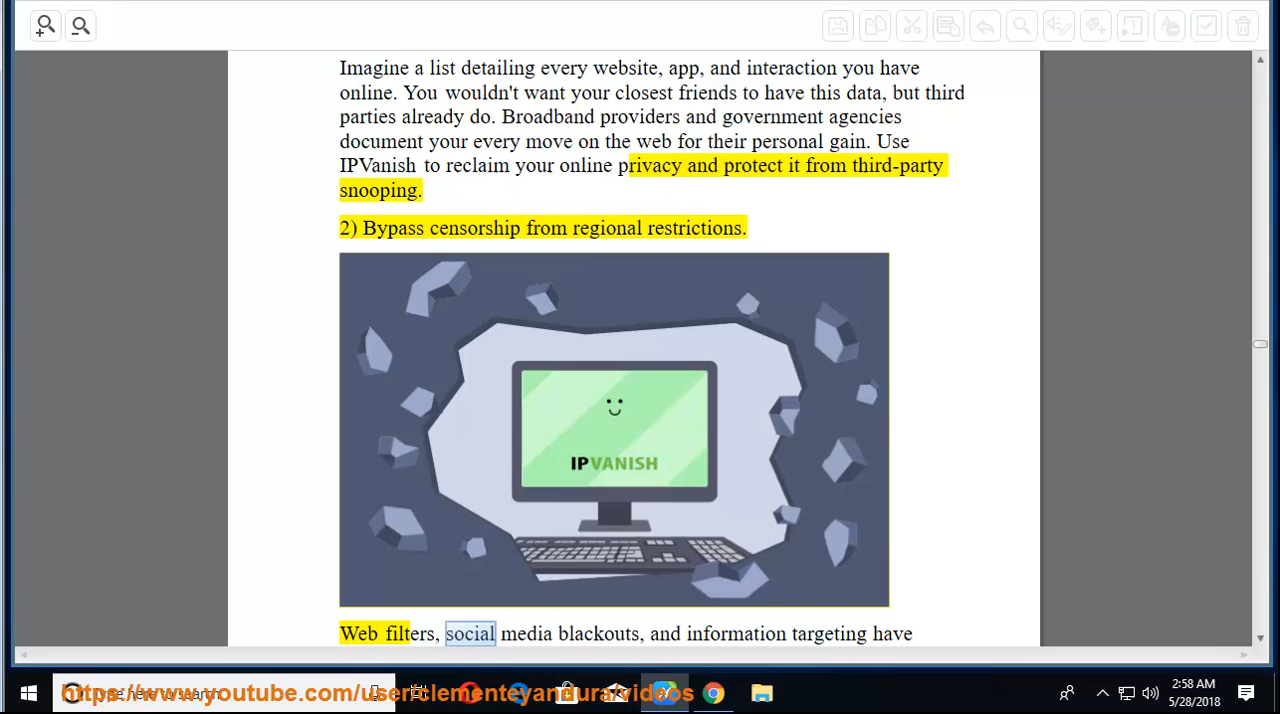 Imagine a list detailing every website, app, and interaction you have
online. You wouldn't want your closest friends to have this data, but third
parties already do. Broadband providers and government agencies
document your every move on the web for their personal gain. Use
IPVanish to reclaim your online privacy and protect it from third-party
snooping.
2) Bypass censorship from regional restrictions.
IPVANISH
Web filters, social media blackouts, and information targeting have
Type here to search
https://www.youtube.com/user/clementeyandura/videos
2:58 AM
5/28/2018